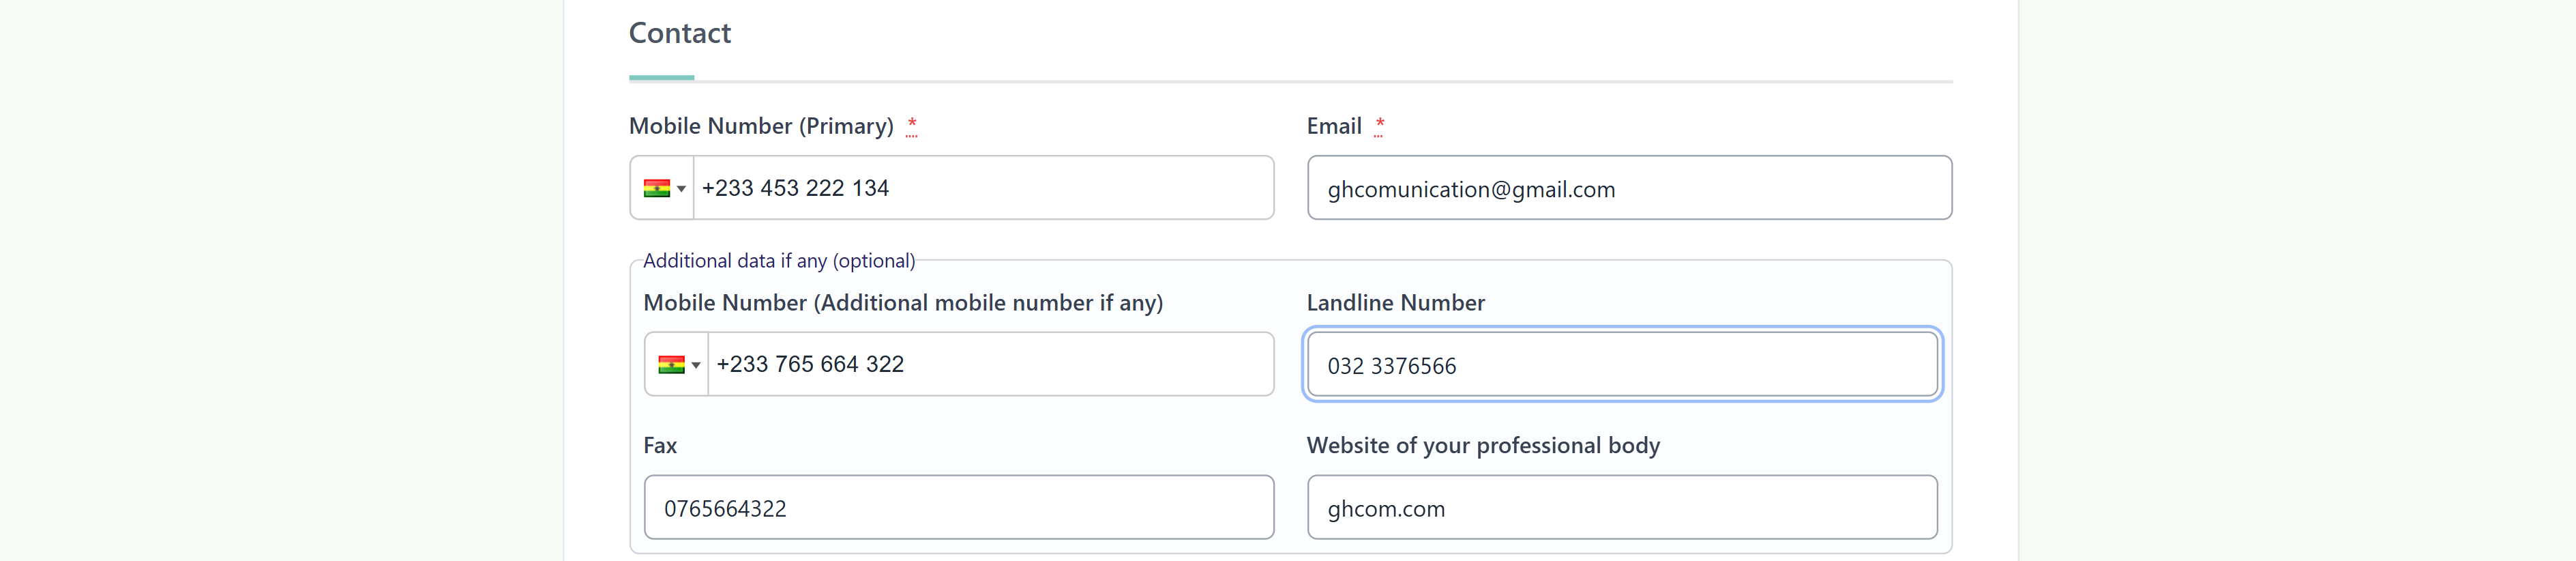 Contact
Mobile Number (Primary) *
Email *
+233 453 222 134
ghcomunication@gmail.com
Additional data if any (optional)
Mobile Number (Additional mobile number if any)
Landline Number
+233 765 664 322
032 3376566
Fax
Website of your professional body
0765664322
ghcom.com